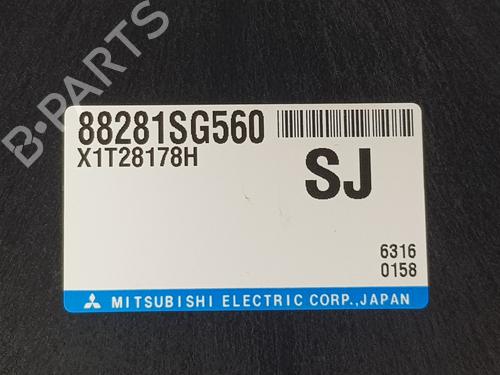 B-PARTS
88281SG560
X1T28178H
SJ
6316
0158
MITSUBISHI ELECTRIC CORP.,JAPAN